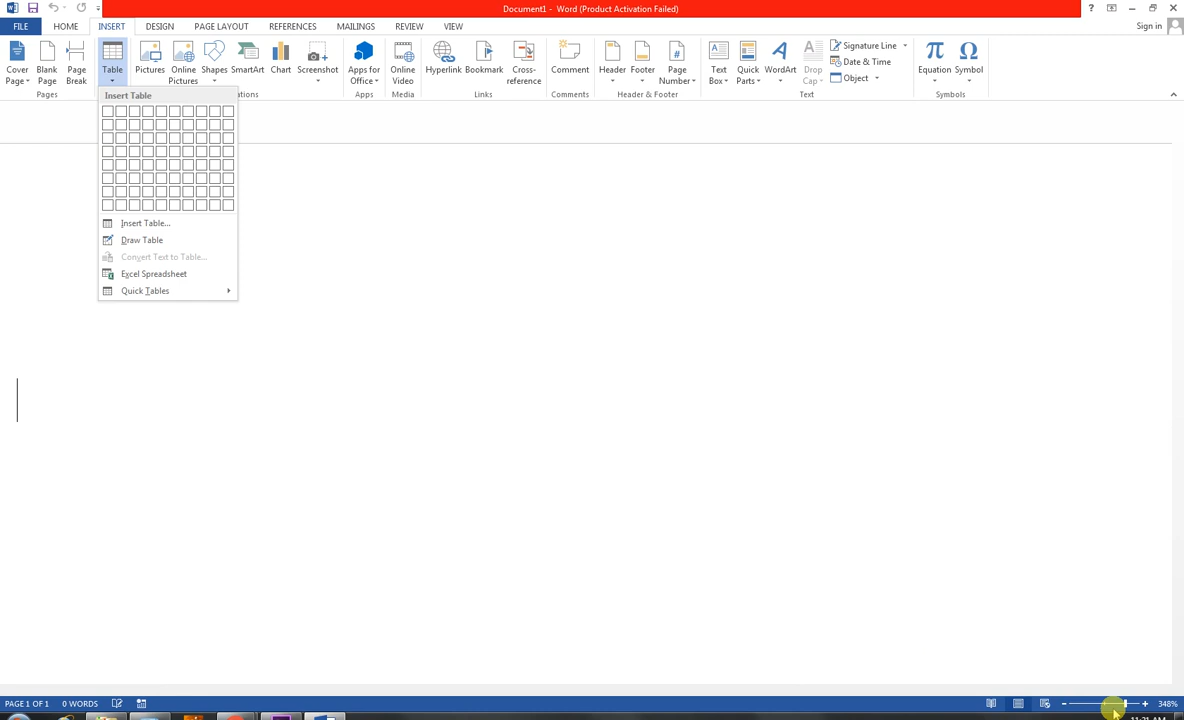 Document1 - Word (Product Activation Failed)
?
FILE HOME INSERT DESIGN PAGE LAYOUT REFERENCES MAILINGS REVIEW VIEW
Sign in
Cover Page
Blank Page
Page Break
Pages
Table
Pictures
Online Pictures
Shapes
SmartArt
Chart
Screenshot
ations
Apps for Office
Apps
Online Video
Media
Hyperlink
Bookmark
Cross-reference
Links
Comment
Comments
Header
Footer
Page Number
Header & Footer
Text Box
Quick Parts
WordArt
Drop Cap
Signature Line
Date & Time
Object
Text
π Equation
Ω Symbol
Symbols
Insert Table
Insert Table...
Draw Table
Convert Text to Table...
Excel Spreadsheet
Quick Tables
PAGE 1 OF 1 0 WORDS
348%
11:21 AM